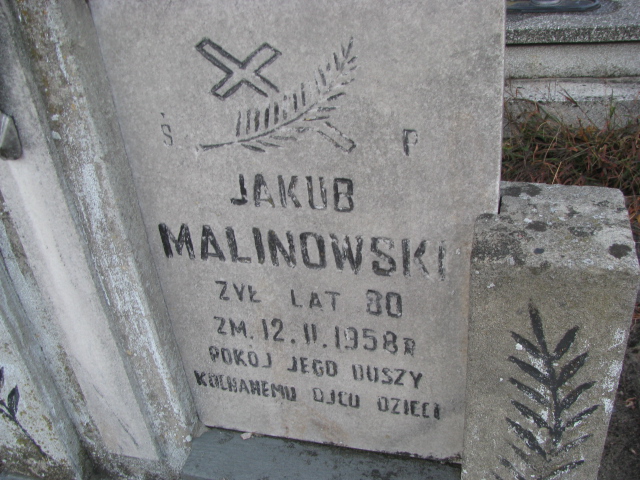 Ś P
JAKUB
MALINOWSKI
ŻYŁ LAT 80
ZM. 12. II. 1958 R
POKÓJ JEGO DUSZY
KOCHANEMU OJCU DZIECI